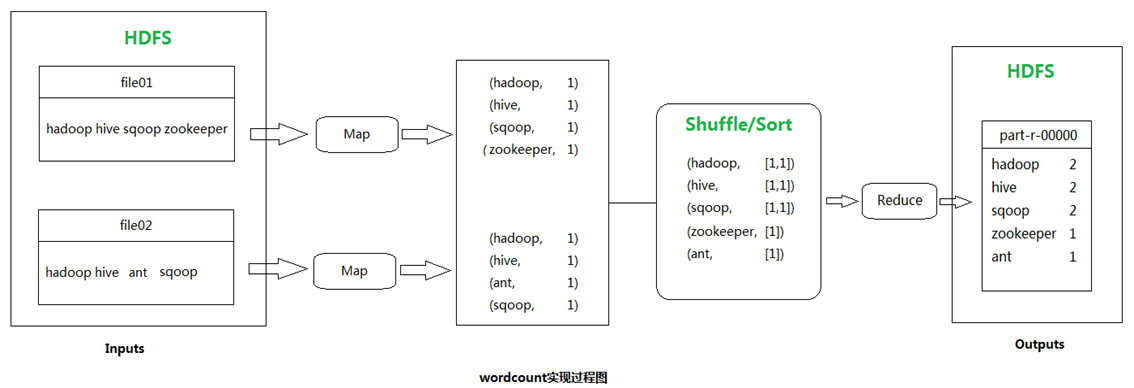 HDFS
file01
hadoop hive sqoop zookeeper
file02
hadoop hive ant sqoop
Inputs
Map
Map
(hadoop, 1)
(hive, 1)
(sqoop, 1)
( zookeeper, 1)
(hadoop, 1)
(hive, 1)
(ant, 1)
(sqoop, 1)
Shuffle/Sort
(hadoop, [1,1])
(hive, [1,1])
(sqoop, [1,1])
(zookeeper, [1])
(ant, [1])
Reduce
HDFS
part-r-00000
hadoop 2
hive 2
sqoop 2
zookeeper 1
ant 1
Outputs
wordcount实现过程图